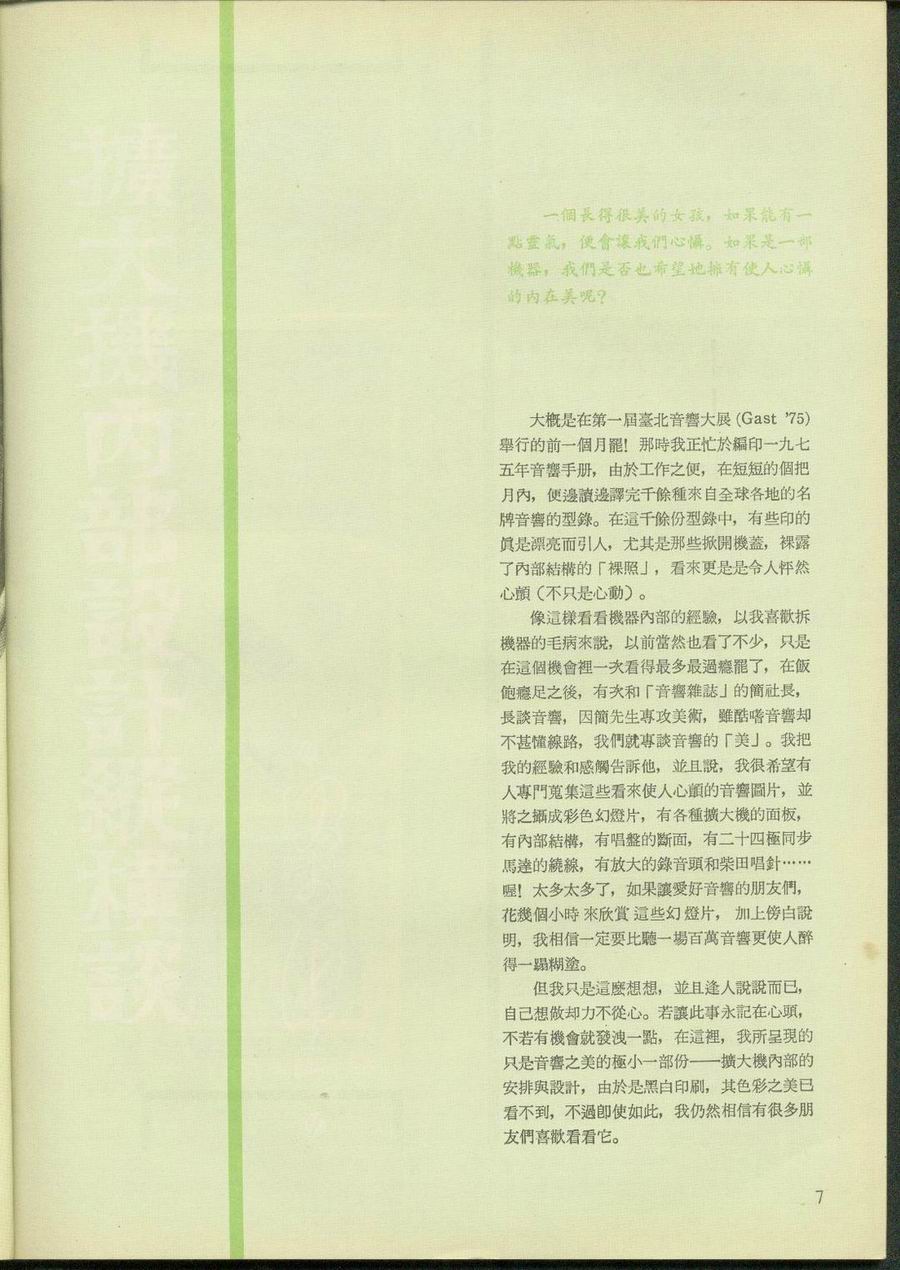 一個長得很美的女孩，如果能有一
點靈氣，便會讓我們心懾。如果是一部
機器，我們是否也希望她擁有使人心懾
的內在美呢？
大概是在第一屆臺北音響大展 (Gast '75)
舉行的前一個月罷！那時我正忙於編印一九七
五年音響手册，由於工作之便，在短短的個把
月內，便邊讀邊譯完千餘種來自全球各地的名
牌音響的型錄。在這千餘份型錄中，有些印的
眞是漂亮而引人，尤其是那些掀開機蓋，裸露
了內部結構的「裸照」，看來更是是令人怦然
心顫（不只是心動）。
像這樣看看機器內部的經驗，以我喜歡拆
機器的毛病來說，以前當然也看了不少，只是
在這個機會裡一次看得最多最過癮罷了，在飯
飽癮足之後，有次和「音響雜誌」的簡社長，
長談音響，因簡先生專攻美術，雖酷嗜音響却
不甚懂線路，我們就專談音響的「美」。我把
我的經驗和感觸告訴他，並且說，我很希望有
人專門蒐集這些看來使人心顫的音響圖片，並
將之攝成彩色幻燈片，有各種擴大機的面板，
有內部結構，有唱盤的斷面，有二十四極同步
馬達的繞線，有放大的錄音頭和柴田唱針……
喔！太多太多了，如果讓愛好音響的朋友們，
花幾個小時來欣賞這些幻燈片，加上傍白說
明，我相信一定要比聽一場百萬音響更使人醉
得一蹋糊塗。
但我只是這麼想想，並且逢人說說而已，
自己想做却力不從心。若讓此事永記在心頭，
不若有機會就發洩一點，在這裡，我所呈現的
只是音響之美的極小一部份——擴大機內部的
安排與設計，由於是黑白印刷，其色彩之美已
看不到，不過卽使如此，我仍然相信有很多朋
友們喜歡看看它。
7